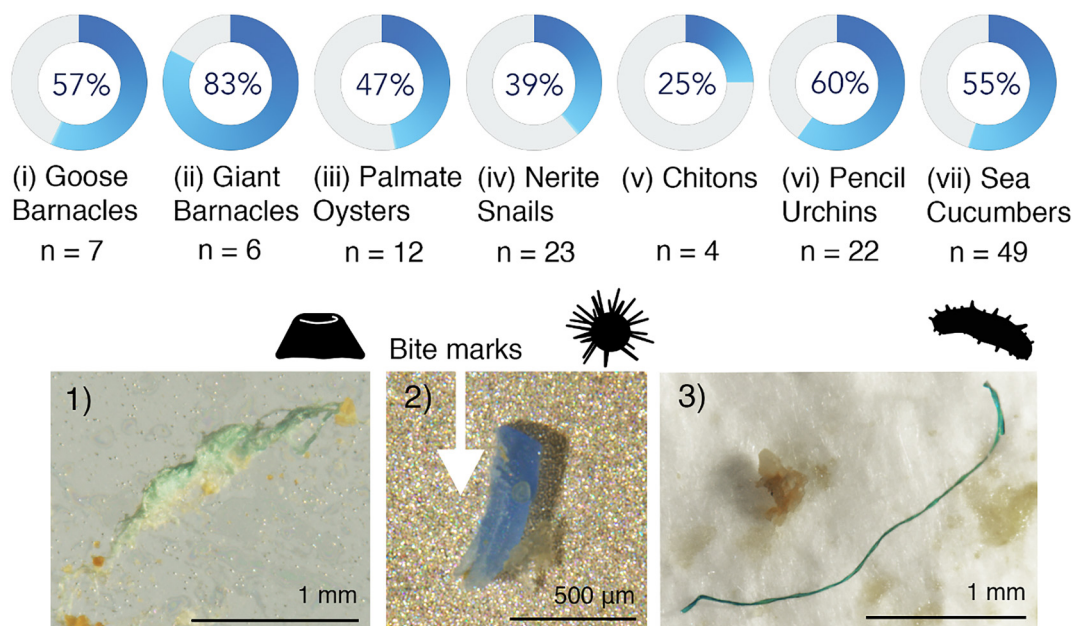 57% 83% 47% 39% 25% 60% 55%
(i) Goose Barnacles
(ii) Giant Barnacles
(iii) Palmate Oysters
(iv) Nerite Snails
(v) Chitons
(vi) Pencil Urchins
(vii) Sea Cucumbers
n = 7 n = 6 n = 12 n = 23 n = 4 n = 22 n = 49
Bite marks
1) 2) 3)
1 mm 500 µm 1 mm